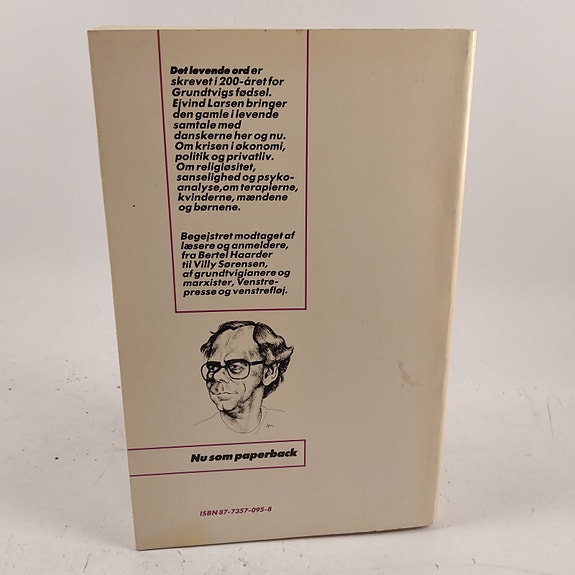 Det levende ord er
skrevet i 200-året for
Grundtvigs fødsel.
Ejvind Larsen bringer
den gamle i levende
samtale med
danskerne her og nu.
Om krisen i økonomi,
politik og privatliv.
Om religiøsitet,
sanselighed og psyko-
analyse, om terapierne,
kvinderne, mændene
og børnene.
Begejstret modtaget af
læsere og anmeldere,
fra Bertel Haarder
til Villy Sørensen,
af grundtvigianere og
marxister, Venstre-
presse og venstrefløj.
Nu som paperback
ISBN 87-7357-095-8